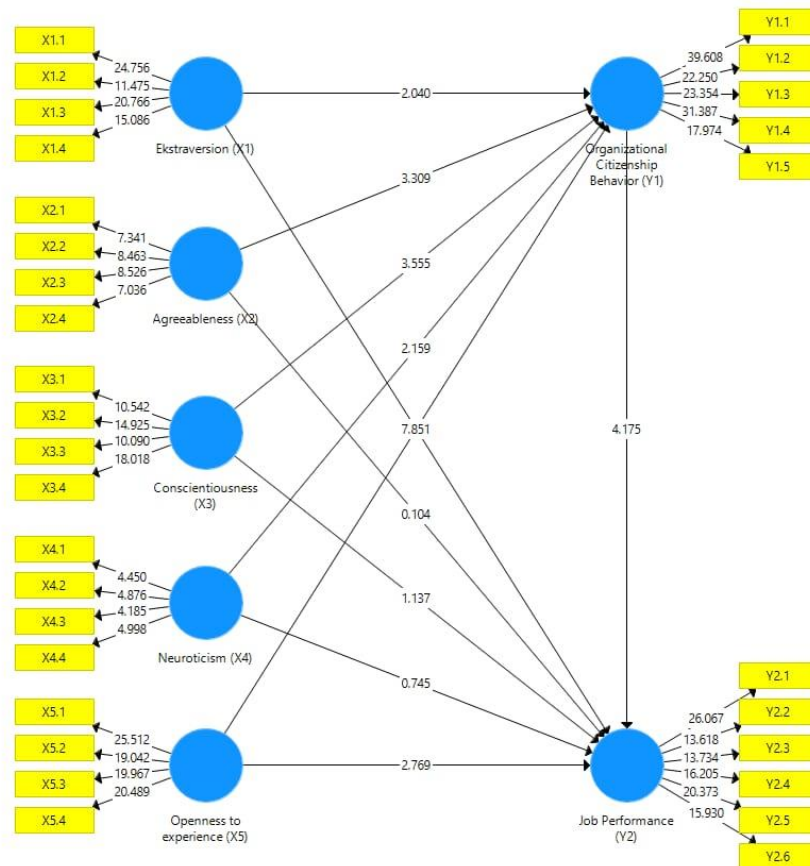 X1.1
X1.2
X1.3
X1.4
24.756
11.475
20.766
15.086
Ekstraversion (X1)
X2.1
X2.2
X2.3
X2.4
7.341
8.463
8.526
7.036
Agreeableness (X2)
X3.1
X3.2
X3.3
X3.4
10.542
14.925
10.090
18.018
Conscientiousness
(X3)
X4.1
X4.2
X4.3
X4.4
4.450
4.876
4.185
4.998
Neuroticism (X4)
X5.1
X5.2
X5.3
X5.4
25.512
19.042
19.967
20.489
Openness to
experience (X5)
2.040
3.309
3.555
2.159
7.851
0.104
1.137
0.745
2.769
4.175
Organizational
Citizenship
Behavior (Y1)
39.608
22.250
23.354
31.387
17.974
Y1.1
Y1.2
Y1.3
Y1.4
Y1.5
Job Performance
(Y2)
26.067
13.618
13.734
16.205
20.373
15.930
Y2.1
Y2.2
Y2.3
Y2.4
Y2.5
Y2.6